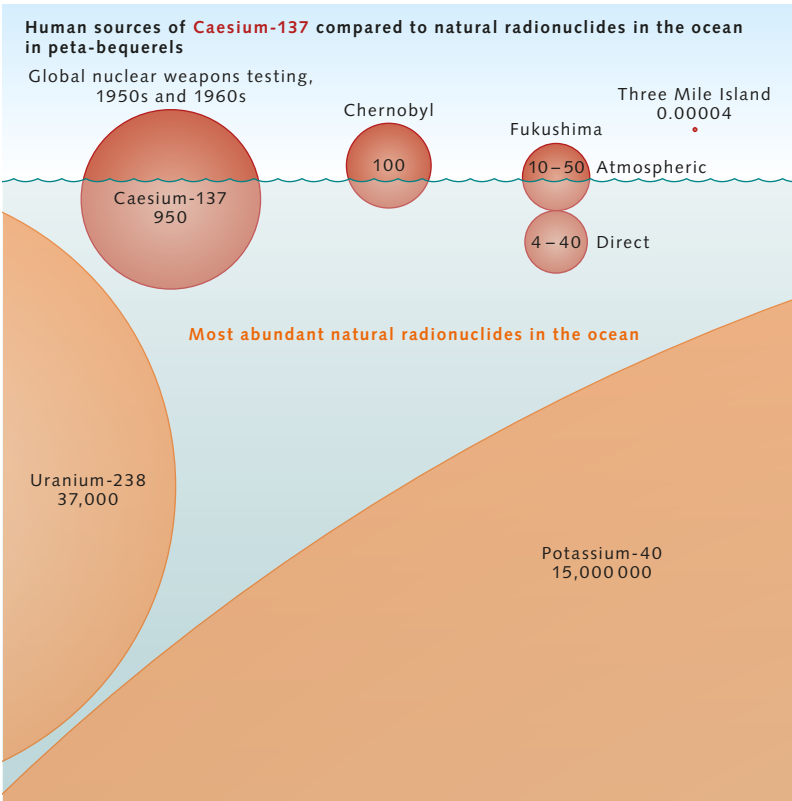 Human sources of Caesium-137 compared to natural radionuclides in the ocean
in peta-bequerels
Global nuclear weapons testing,
1950s and 1960s
Caesium-137
950
Chernobyl
100
Fukushima
10–50 Atmospheric
4–40 Direct
Three Mile Island
0.00004
Most abundant natural radionuclides in the ocean
Uranium-238
37,000
Potassium-40
15,000 000